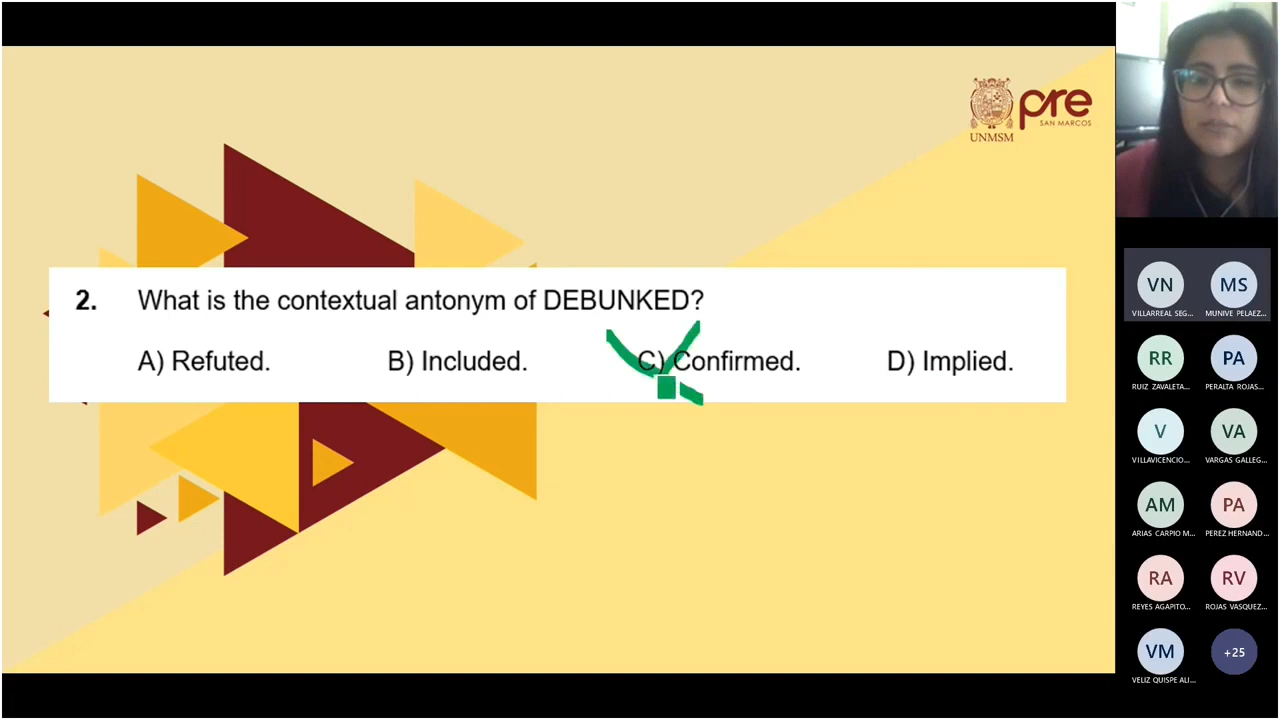 pre
SAN MARCOS
UNMSM
2. What is the contextual antonym of DEBUNKED?
A) Refuted. B) Included. C) Confirmed. D) Implied.
VN MS
VILLARREAL SEG... MUNIVE PELAEZ...
RR PA
RUIZ ZAVALETA... PERALTA ROJAS...
V VA
VILLAVICENCIO... VARGAS GALLEG...
AM PA
ARIAS CARPIO M... PEREZ HERNAND...
RA RV
REYES AGAPITO... ROJAS VASQUEZ...
VM +25
VELIZ QUISPE ALI...